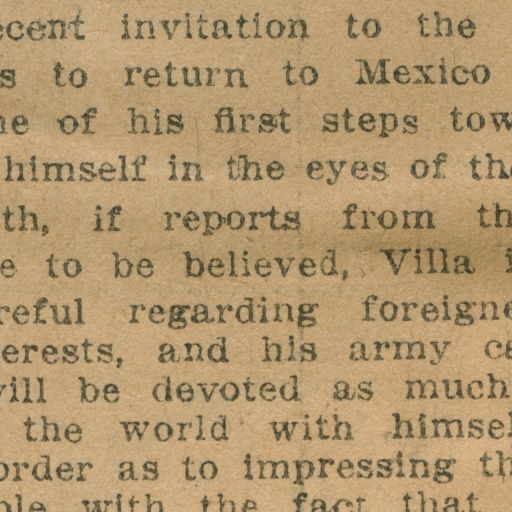 ecent invitation to the
s to return to Mexico
ne of his first steps tow
himself in the eyes of th
th, if reports from th
e to be believed, Villa i
reful regarding foreigne
erests, and his army ca
vill be devoted as much
the world with himsel
order as to impressing th
ple with the fact that